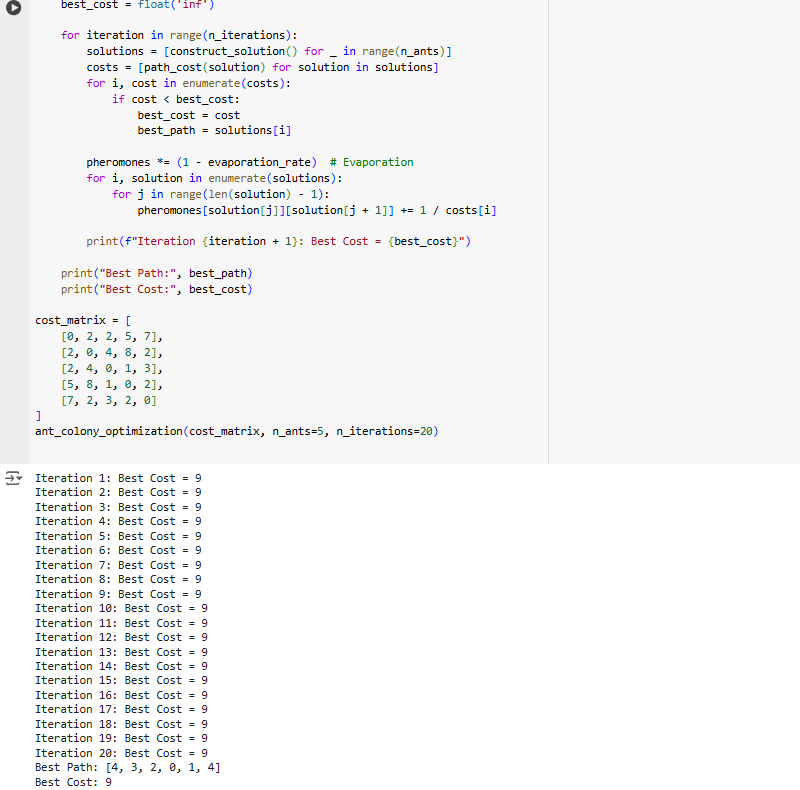 best_cost = float('inf')
for iteration in range(n_iterations):
solutions = [construct_solution() for _ in range(n_ants)]
costs = [path_cost(solution) for solution in solutions]
for i, cost in enumerate(costs):
if cost < best_cost:
best_cost = cost
best_path = solutions[i]
pheromones *= (1 - evaporation_rate)  # Evaporation
for i, solution in enumerate(solutions):
for j in range(len(solution) - 1):
pheromones[solution[j]][solution[j + 1]] += 1 / costs[i]
print(f"Iteration {iteration + 1}: Best Cost = {best_cost}")
print("Best Path:", best_path)
print("Best Cost:", best_cost)
cost_matrix = [
[0, 2, 2, 5, 7],
[2, 0, 4, 8, 2],
[2, 4, 0, 1, 3],
[5, 8, 1, 0, 2],
[7, 2, 3, 2, 0]
]
ant_colony_optimization(cost_matrix, n_ants=5, n_iterations=20)
Iteration 1: Best Cost = 9
Iteration 2: Best Cost = 9
Iteration 3: Best Cost = 9
Iteration 4: Best Cost = 9
Iteration 5: Best Cost = 9
Iteration 6: Best Cost = 9
Iteration 7: Best Cost = 9
Iteration 8: Best Cost = 9
Iteration 9: Best Cost = 9
Iteration 10: Best Cost = 9
Iteration 11: Best Cost = 9
Iteration 12: Best Cost = 9
Iteration 13: Best Cost = 9
Iteration 14: Best Cost = 9
Iteration 15: Best Cost = 9
Iteration 16: Best Cost = 9
Iteration 17: Best Cost = 9
Iteration 18: Best Cost = 9
Iteration 19: Best Cost = 9
Iteration 20: Best Cost = 9
Best Path: [4, 3, 2, 0, 1, 4]
Best Cost: 9